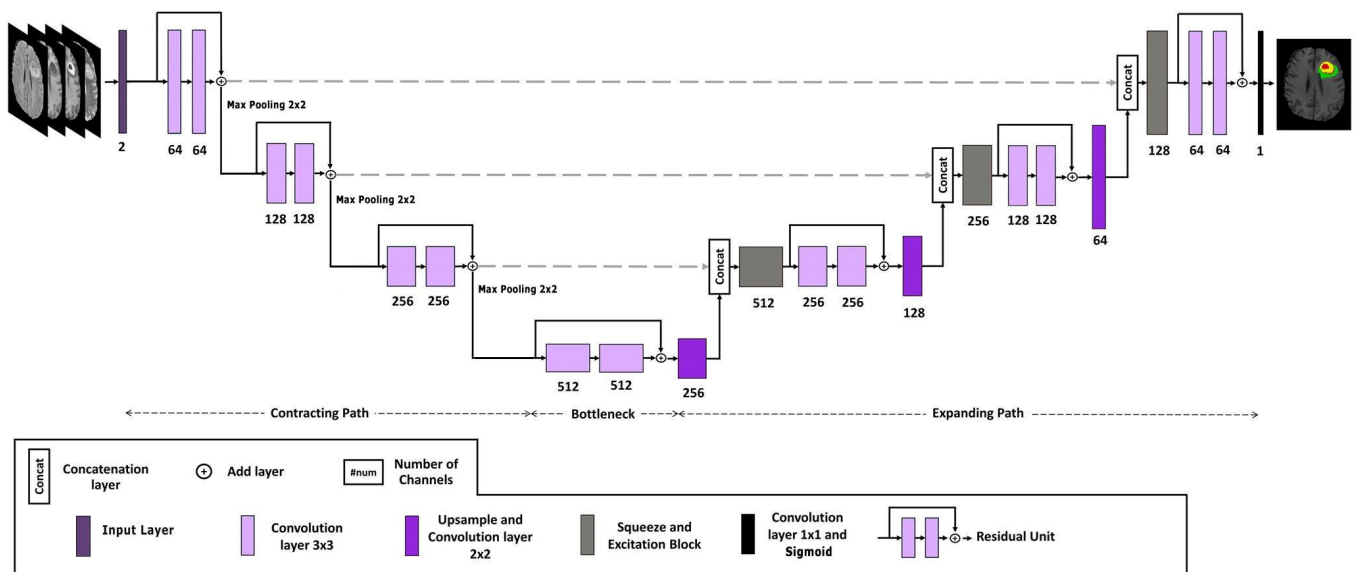 2
64 64
Max Pooling 2x2
128 128
Max Pooling 2x2
256 256
Max Pooling 2x2
512 512
256
Concat
512
256 256
128
Concat
256
128 128
64
Concat
128
64 64
1
Contracting Path
Bottleneck
Expanding Path
Concat
Concatenation
layer
Add layer
#num
Number of
Channels
Input Layer
Convolution
layer 3x3
Upsample and
Convolution layer
2x2
Squeeze and
Excitation Block
Convolution
layer 1x1 and
Sigmoid
Residual Unit